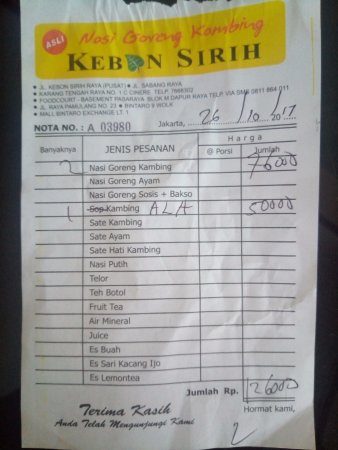 ASLI
Nasi Goreng Kambing
KEBON SIRIH
JL. KEBON SIRIH RAYA (PUSAT) JL. SABANG RAYA
KARANG TENGAH RAYA NO. 1 C CINERE. TELP. 7666302
FOODCOURT - BASEMENT PASARAYA BLOK M DAPUR RAYA TELP. VIA SMS 0811 864 011
JL. RAYA PAMULANG NO. 23 BINTARO 9 WOLK
MALL BINTARO EXCHANGE LT. 1
Jakarta, 26/10/2017
NOTA NO. : A 03980
Banyaknya JENIS PESANAN Harga
@ Porsi Jumlah
2 Nasi Goreng Kambing 76000
Nasi Goreng Ayam
Nasi Goreng Sosis + Bakso
1 Sop Kambing ALA 50000
Sate Kambing
Sate Ayam
Sate Hati Kambing
Nasi Putih
Telor
Teh Botol
Fruit Tea
Air Mineral
Juice
Es Buah
Es Sari Kacang Ijo
Es Lemontea
Jumlah Rp. 126000
Terima Kasih
Anda Telah Mengunjungi Kami
Hormat kami,